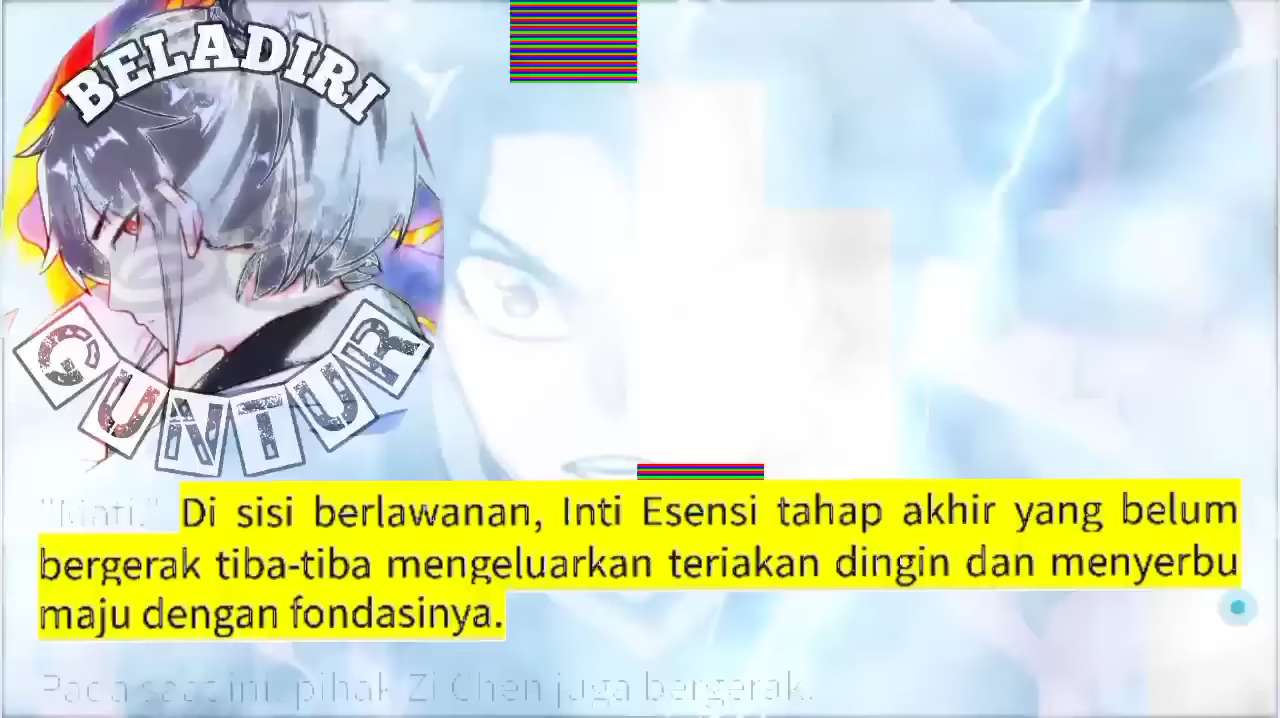 BELADIRI
GUNTUR
"Mati." Di sisi berlawanan, Inti Esensi tahap akhir yang belum
bergerak tiba-tiba mengeluarkan teriakan dingin dan menyerbu
maju dengan fondasinya.
Pada saat ini, pihak Zi Chen juga bergerak.